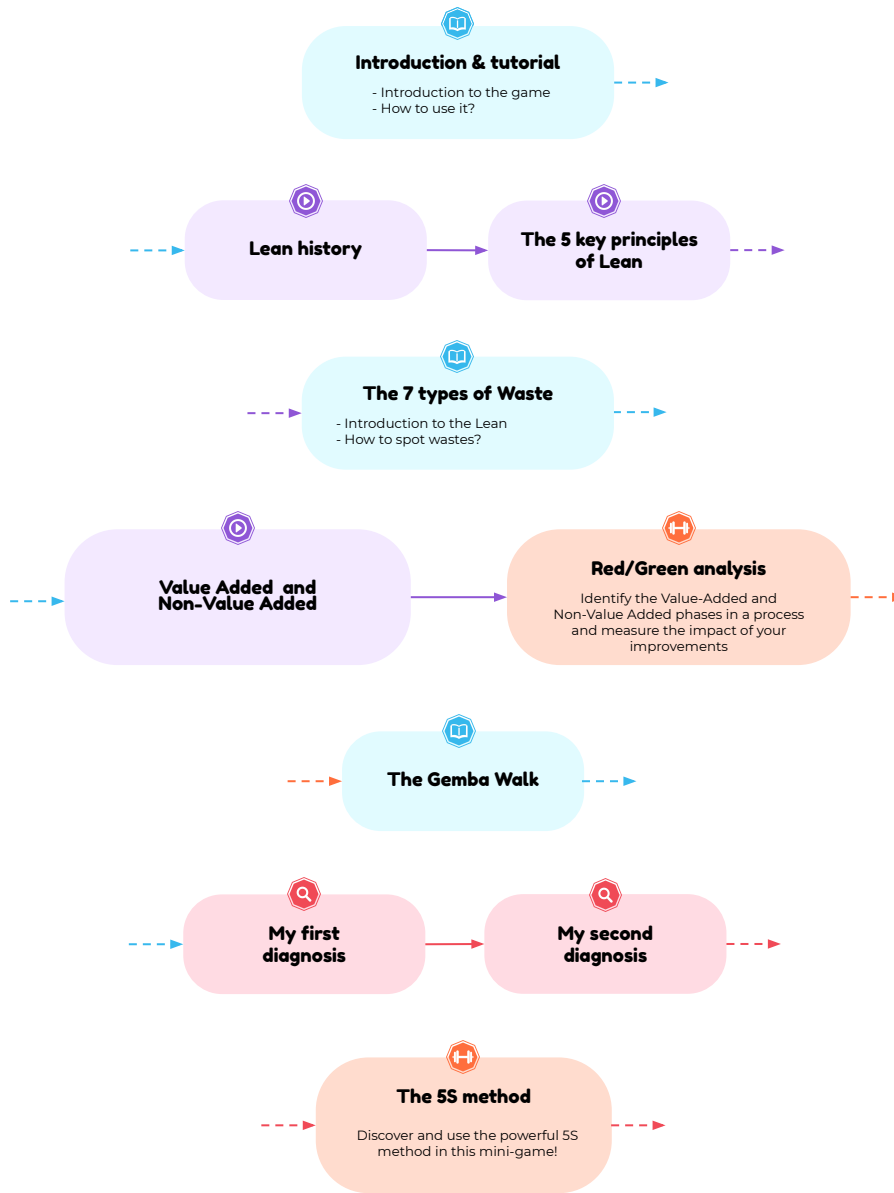 Introduction & tutorial
- Introduction to the game
- How to use it?
Lean history
The 5 key principles
of Lean
The 7 types of Waste
- Introduction to the Lean
- How to spot wastes?
Value Added and
Non-Value Added
Red/Green analysis
Identify the Value-Added and
Non-Value Added phases in a process
and measure the impact of your
improvements
The Gemba Walk
My first
diagnosis
My second
diagnosis
The 5S method
Discover and use the powerful 5S
method in this mini-game!